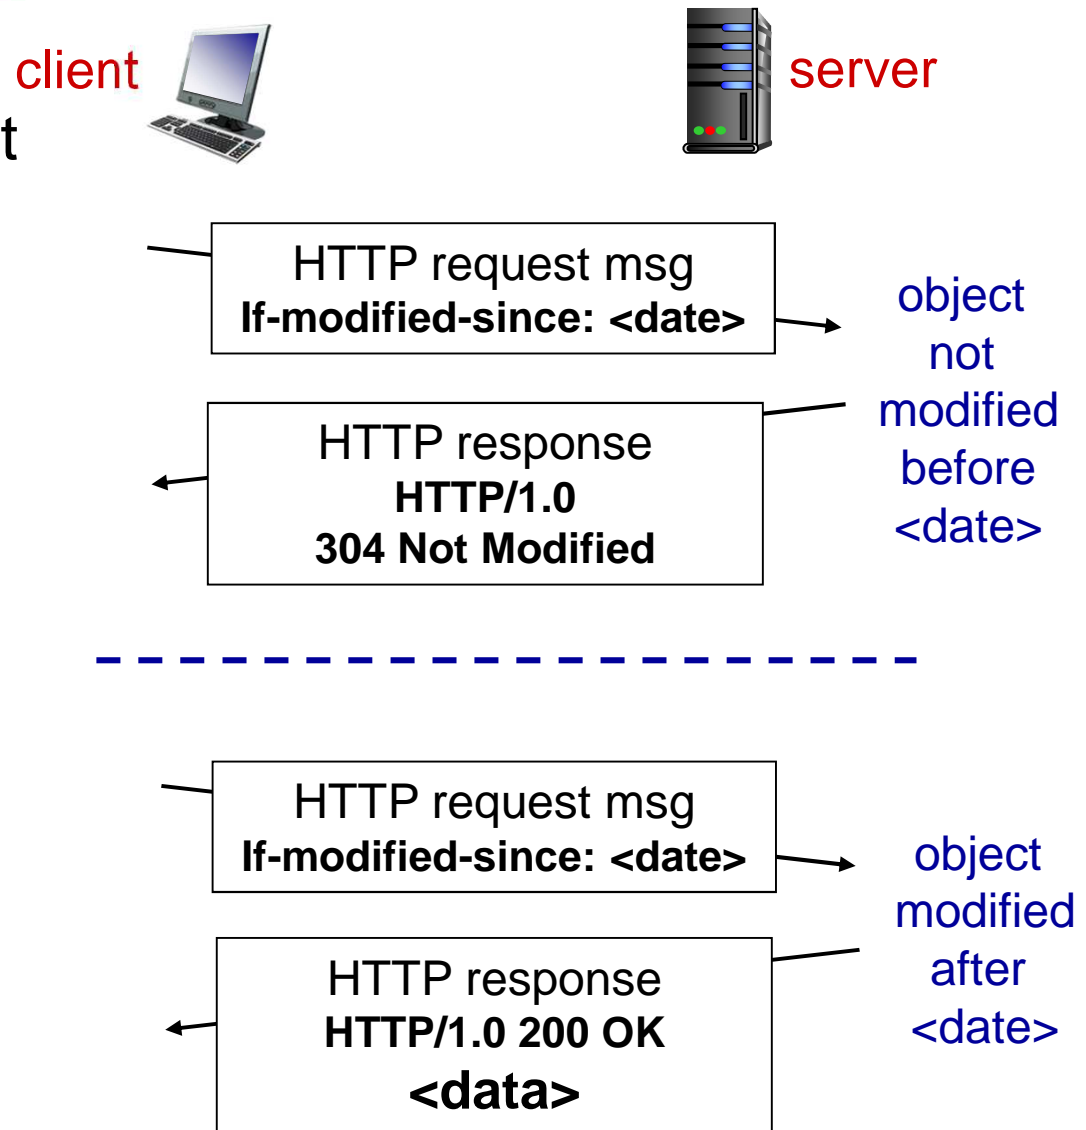 client
server
t
HTTP request msg
If-modified-since: <date>
object
not
modified
before
<date>
HTTP response
HTTP/1.0
304 Not Modified
HTTP request msg
If-modified-since: <date>
object
modified
after
<date>
HTTP response
HTTP/1.0 200 OK
<data>